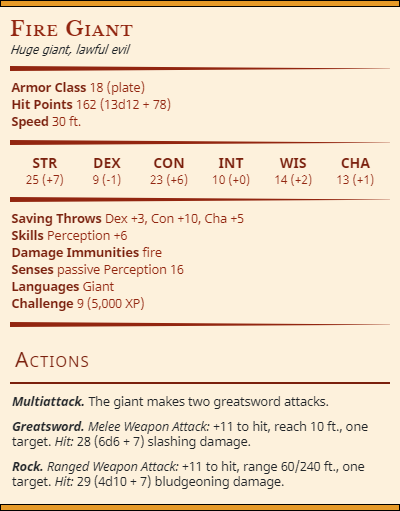 Fire Giant
Huge giant, lawful evil
Armor Class 18 (plate)
Hit Points 162 (13d12 + 78)
Speed 30 ft.
STR DEX CON INT WIS CHA
25 (+7) 9 (-1) 23 (+6) 10 (+0) 14 (+2) 13 (+1)
Saving Throws Dex +3, Con +10, Cha +5
Skills Perception +6
Damage Immunities fire
Senses passive Perception 16
Languages Giant
Challenge 9 (5,000 XP)
Actions
Multiattack. The giant makes two greatsword attacks.
Greatsword. Melee Weapon Attack: +11 to hit, reach 10 ft., one
target. Hit: 28 (6d6 + 7) slashing damage.
Rock. Ranged Weapon Attack: +11 to hit, range 60/240 ft., one
target. Hit: 29 (4d10 + 7) bludgeoning damage.